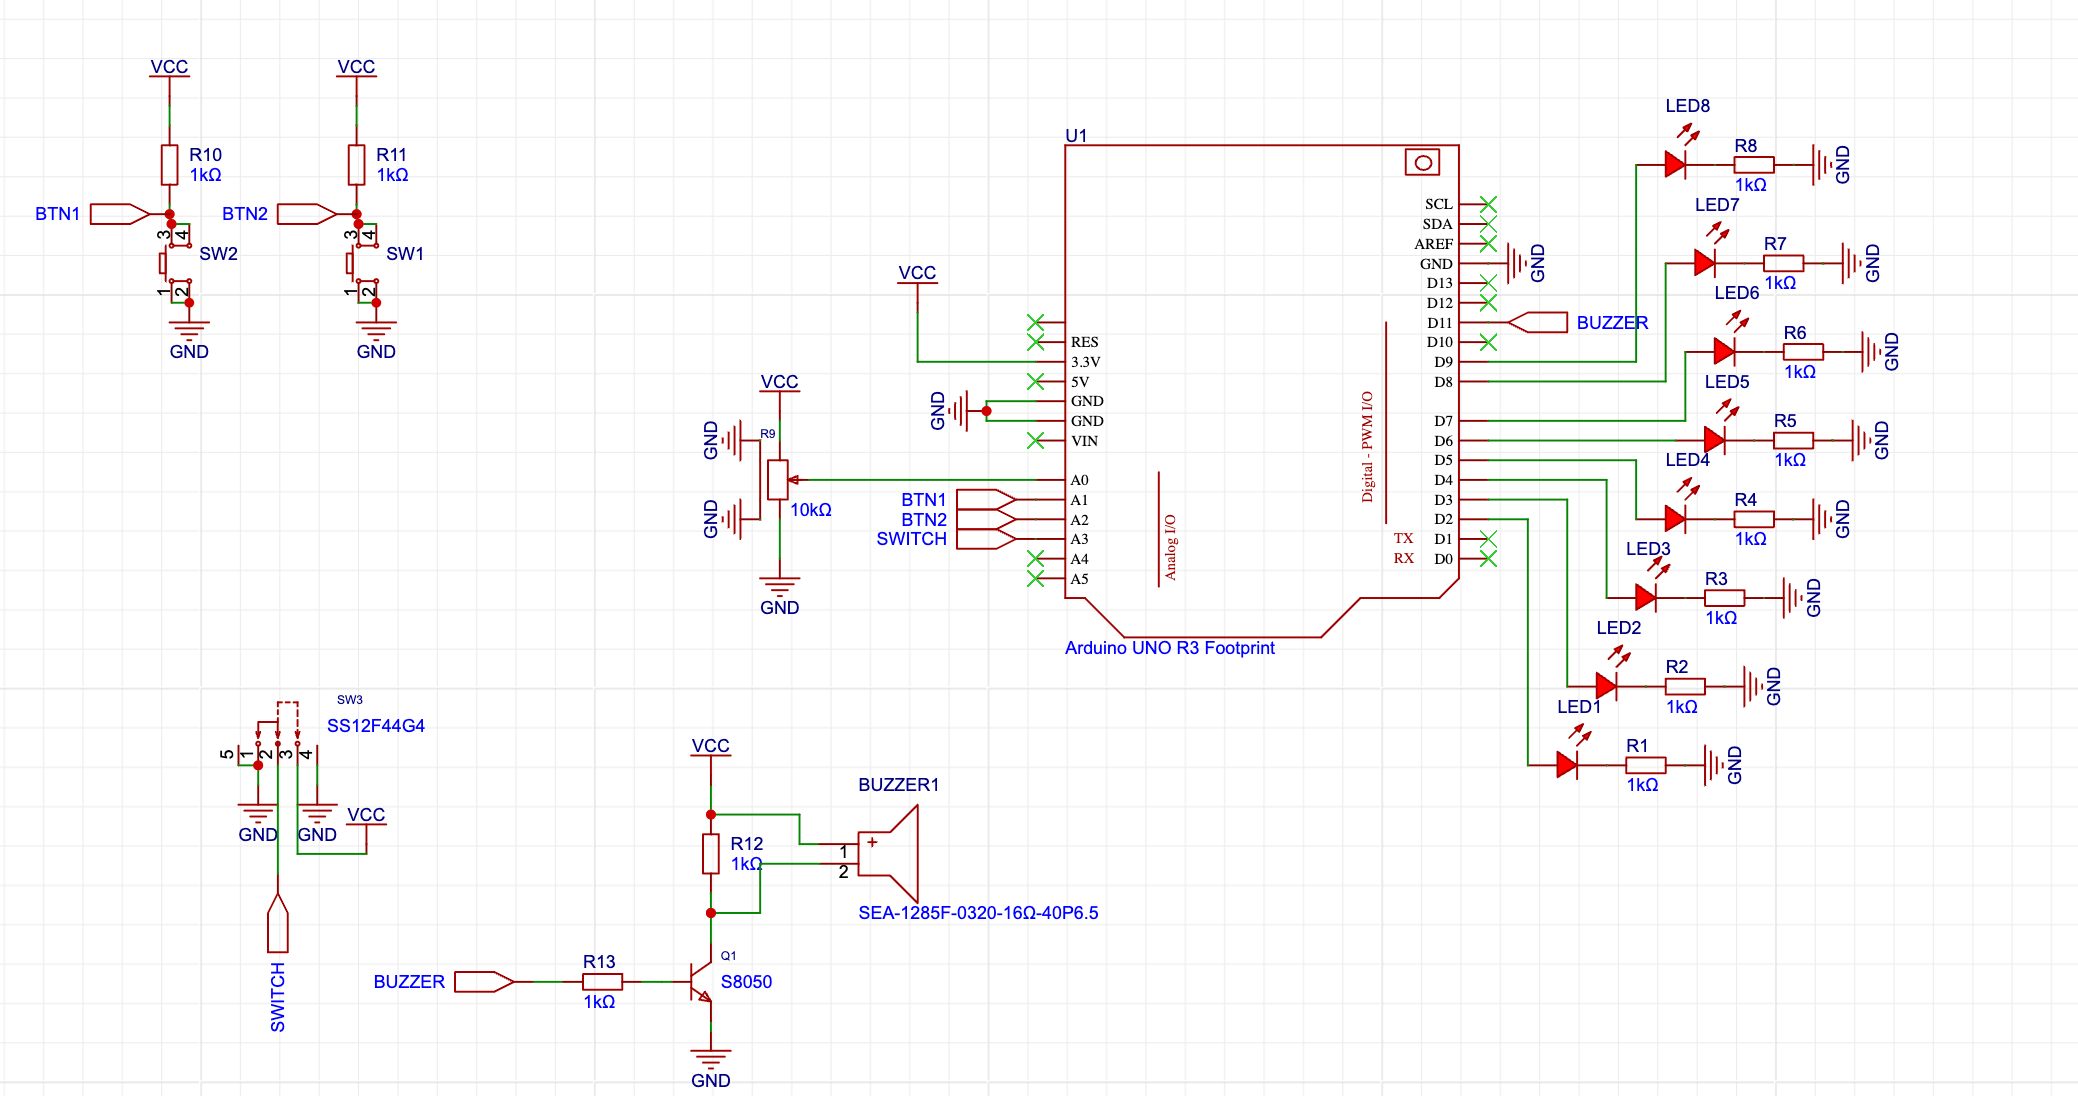 VCC
R10
1kΩ
BTN1
3
4
SW2
1
2
GND
VCC
R11
1kΩ
BTN2
3
4
SW1
1
2
GND
U1
VCC
RES
3.3V
5V
GND
GND
VIN
A0
A1
A2
A3
A4
A5
Analog I/O
GND
BTN1
BTN2
SWITCH
VCC
GND
R9
GND
10kΩ
GND
SCL
SDA
AREF
GND
D13
D12
D11
D10
D9
D8
D7
D6
D5
D4
D3
D2
TX D1
RX D0
Digital - PWM I/O
GND
BUZZER
Arduino UNO R3 Footprint
LED8
R8
1kΩ
GND
LED7
R7
1kΩ
GND
LED6
R6
1kΩ
GND
LED5
R5
1kΩ
GND
LED4
R4
1kΩ
GND
LED3
R3
1kΩ
GND
LED2
R2
1kΩ
GND
LED1
R1
1kΩ
GND
SW3
SS12F44G4
5
1
2
3
4
GND
GND
VCC
SWITCH
VCC
R12
1kΩ
BUZZER1
+
1
2
SEA-1285F-0320-16Ω-40P6.5
BUZZER
R13
1kΩ
Q1
S8050
GND